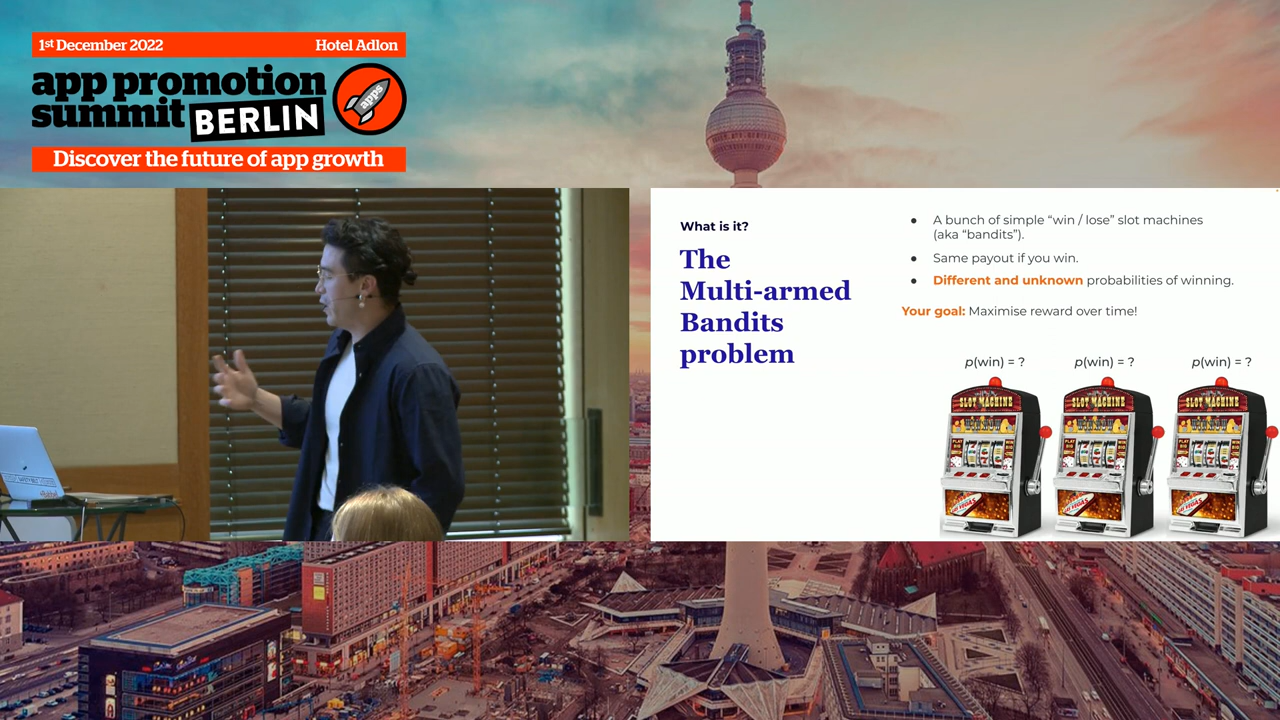 1st December 2022
Hotel Adlon
app promotion
summit BERLIN
apps
Discover the future of app growth
What is it?
The
Multi-armed
Bandits
problem
● A bunch of simple “win / lose” slot machines
(aka “bandits”).
● Same payout if you win.
● Different and unknown probabilities of winning.
Your goal: Maximise reward over time!
p(win) = ?
p(win) = ?
p(win) = ?
SLOT MACHINE
SLOT MACHINE
SLOT MACHINE